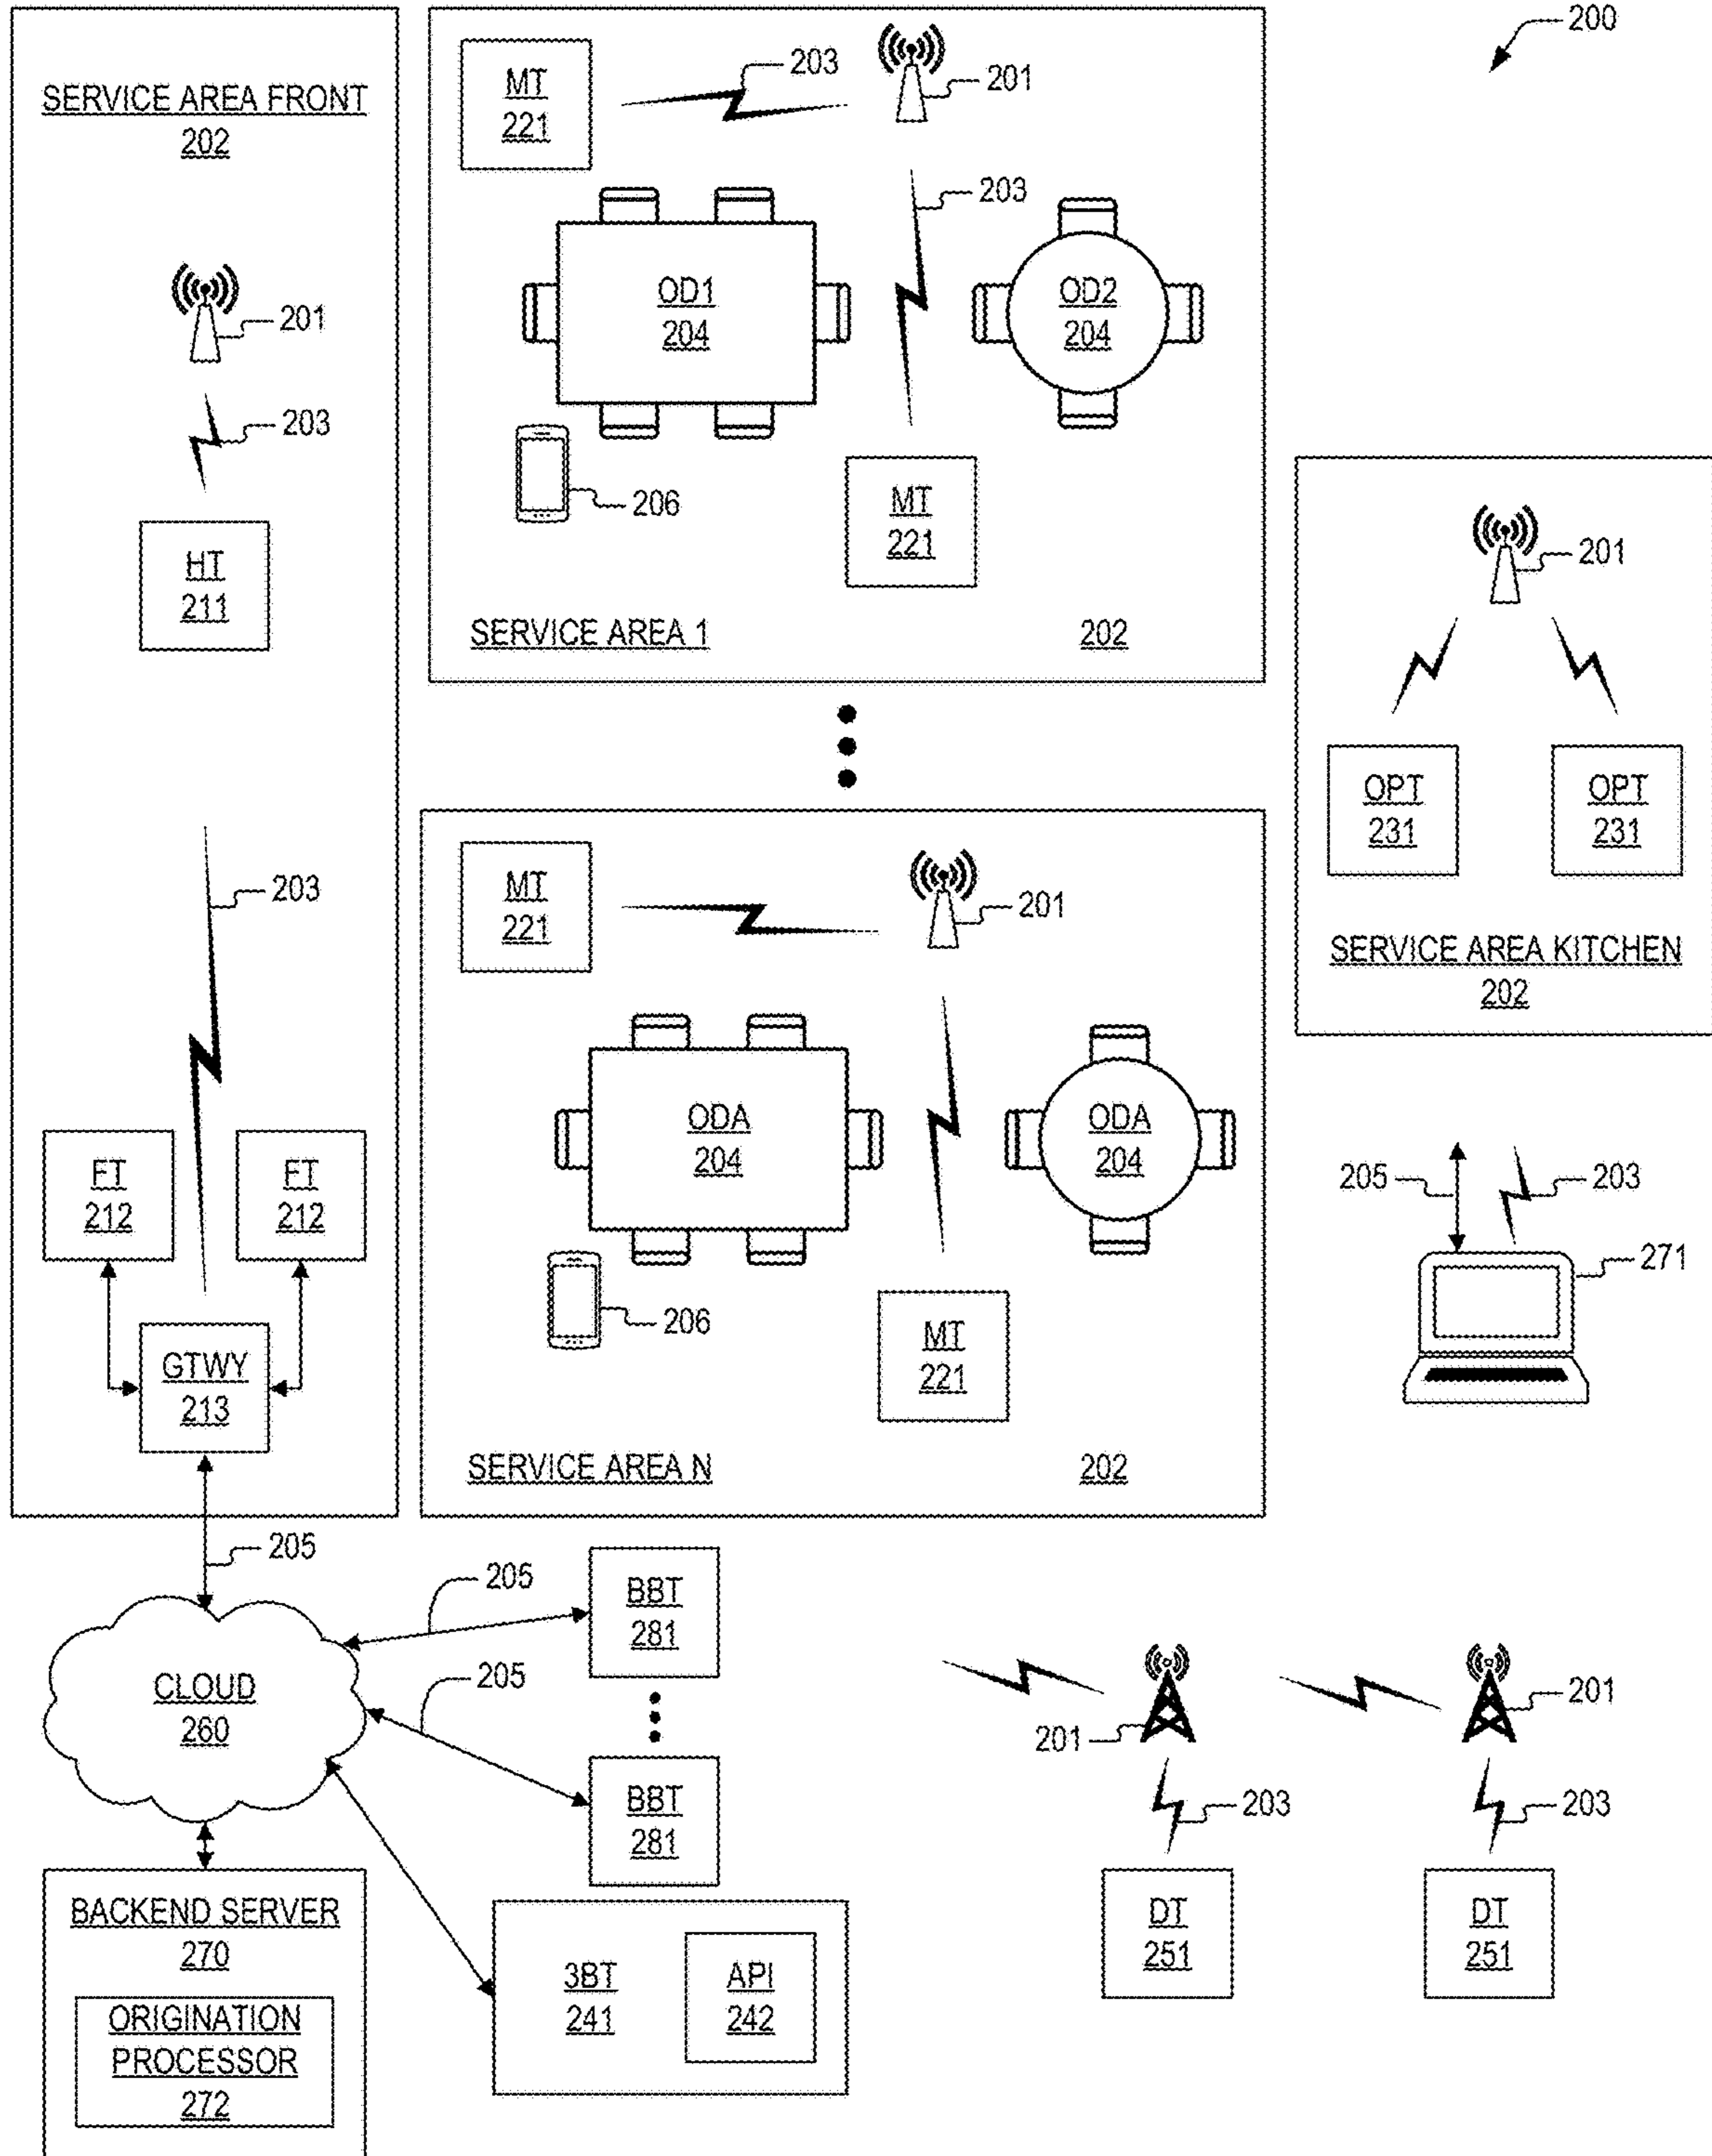 200
SERVICE AREA FRONT
202
201
203
HT
211
203
FT
212
FT
212
GTWY
213
205
MT
221
203
201
203
OD1
204
OD2
204
206
MT
221
SERVICE AREA 1
202
MT
221
201
ODA
204
ODA
204
206
MT
221
SERVICE AREA N
202
201
OPT
231
OPT
231
SERVICE AREA KITCHEN
202
205
203
271
CLOUD
260
205
BBT
281
205
BBT
281
BACKEND SERVER
270
ORIGINATION
PROCESSOR
272
3BT
241
API
242
201
201
203
203
DT
251
DT
251